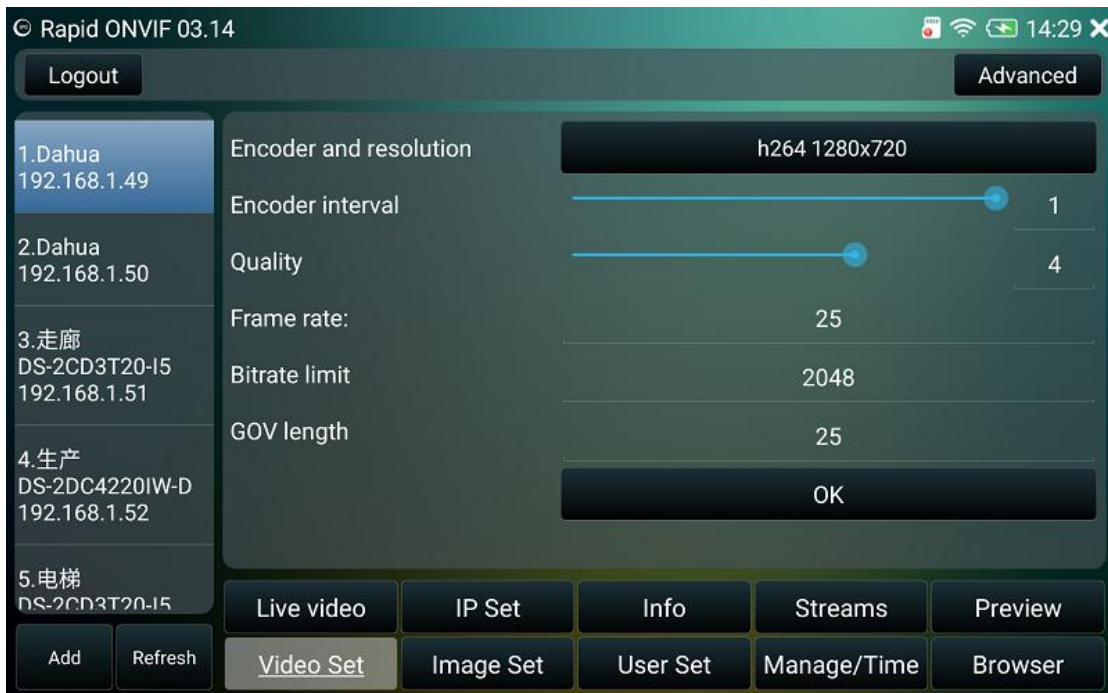 Rapid ONVIF 03.14
14:29
Logout
Advanced
1.Dahua
192.168.1.49
2.Dahua
192.168.1.50
3.走廊
DS-2CD3T20-I5
192.168.1.51
4.生产
DS-2DC4220IW-D
192.168.1.52
5.电梯
DS-2CD3T20-I5
Add
Refresh
Encoder and resolution
h264 1280x720
Encoder interval
1
Quality
4
Frame rate:
25
Bitrate limit
2048
GOV length
25
OK
Live video
IP Set
Info
Streams
Preview
Video Set
Image Set
User Set
Manage/Time
Browser